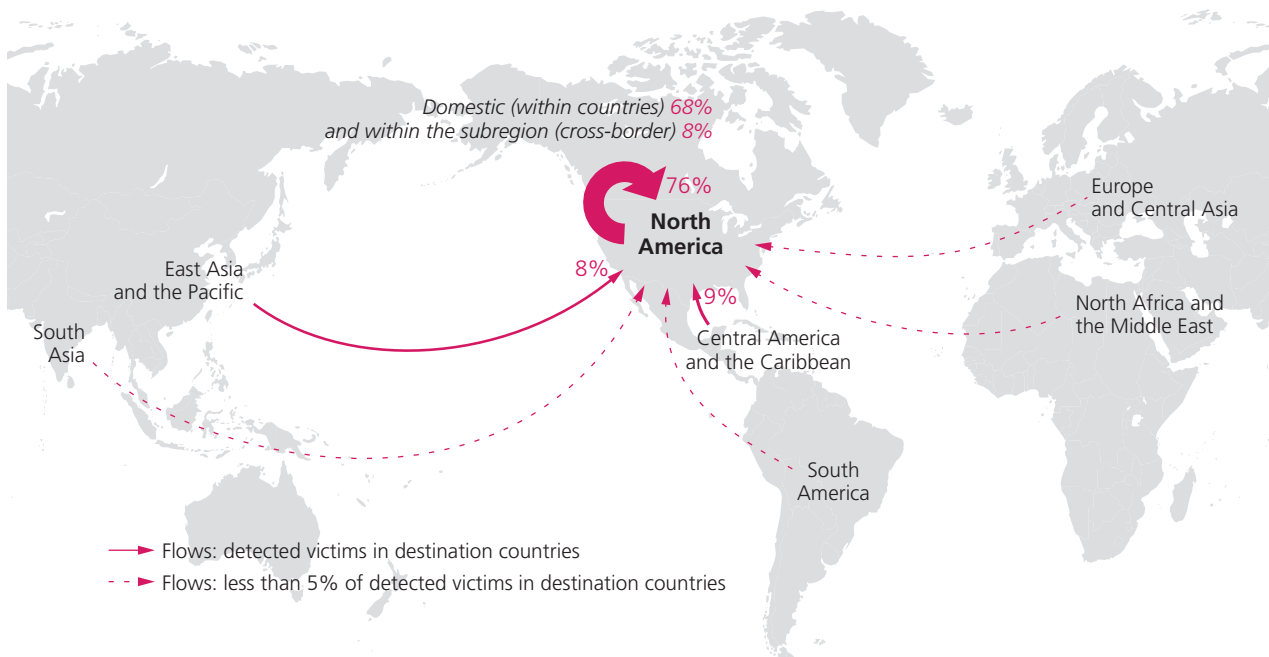 Domestic (within countries) 68%
and within the subregion (cross-border) 8%
76%
North
America
Europe
and Central Asia
East Asia
and the Pacific
8%
9%
North Africa and
the Middle East
South
Asia
Central America
and the Caribbean
South
America
Flows: detected victims in destination countries
Flows: less than 5% of detected victims in destination countries